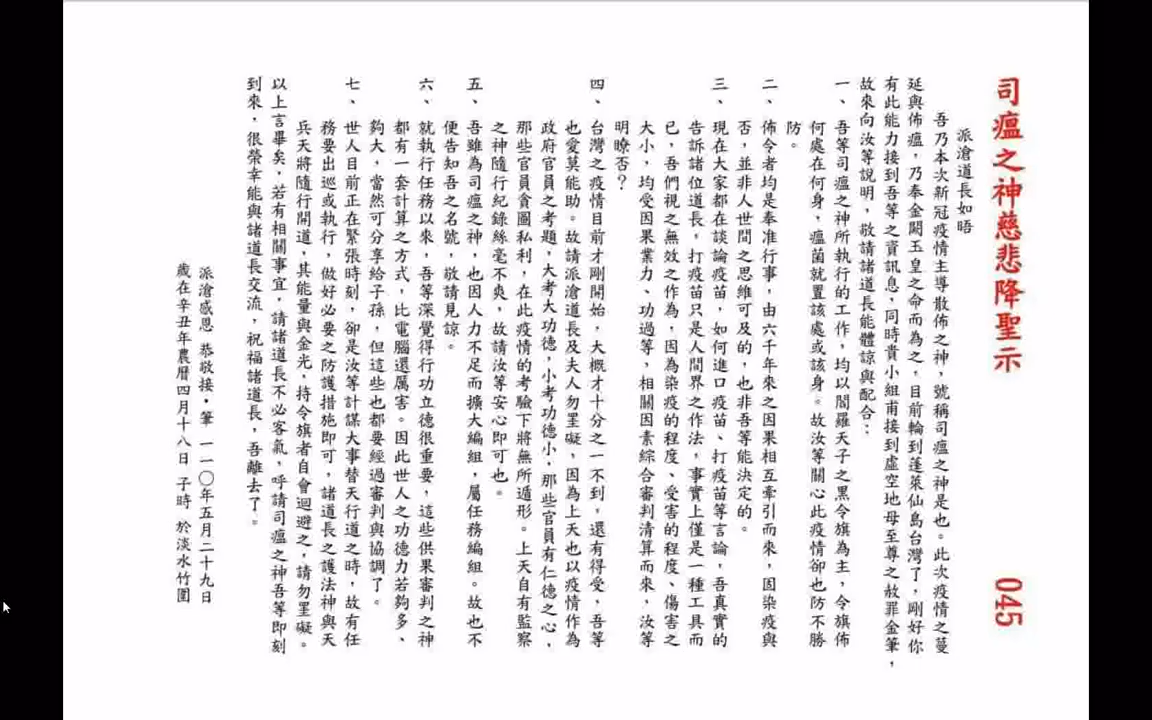 司瘟之神慈悲降聖示 045
派滄道長如晤
吾乃本次新冠疫情主導散佈之神，號稱司瘟之神是也。此次疫情之蔓
延與佈瘟，乃奉金闕玉皇之命而為之，目前輪到蓬萊仙島台灣了，剛好你
有此能力接到吾等之資訊息，同時貴小組甫接到虛空地母至尊之赦罪金筆，
故來向汝等說明，敬請諸道長能體諒與配合：
一、吾等司瘟之神所執行的工作，均以閻羅天子之黑令旗為主，令旗佈
何處在何身，瘟菌就置該處或該身。故汝等關心此疫情卻也防不勝
防。
二、佈令者均是奉准行事，由六千年來之因果相互牽引而來，固染疫與
否，並非人世間之思維可及的，也非吾等能決定的。
三、現在大家都在談論疫苗，如何進口疫苗、打疫苗等言論，吾真實的
告訴諸位道長，打疫苗只是人間界之作法，事實上僅是一種工具而
已，吾們視之無效之作為，因為染疫的程度、受害的程度、傷害之
大小，均受因果業力、功過等，相關因素綜合審判清算而來，汝等
明瞭否？
四、台灣之疫情目前才剛開始，大概才十分之一不到，還有得受，吾等
也愛莫能助。故請派滄道長及夫人勿罣礙，因為上天也以疫情作為
政府官員之考題，大考大功德，小考功德小，那些官員有仁德之心，
那些官員貪圖私利，在此疫情的考驗下將無所遁形。上天自有監察
之神隨行紀錄絲毫不爽，故請汝等安心即可也。
五、吾雖為司瘟之神，也因人力不足而擴大編組，屬任務編組。故也不
便告知吾之名號，敬請見諒。
六、就執行任務以來，吾等深覺得行功立德很重要，這些供果審判之神
都有一套計算之方式，比電腦還厲害。因此世人之功德力若夠多、
夠大，當然可分享給子孫，但這些也都要經過審判與協調了。
七、世人目前正在緊張時刻，卻是汝等計謀大事替天行道之時，故有任
務要出巡或執行，做好必要之防護措施即可，諸道長之護法神與天
兵天將隨行開道，其能量與金光，持令旗者自會迴避之，請勿罣礙。
以上言畢矣，若有相關事宜，請諸道長不必客氣，呼請司瘟之神吾等即刻
到來，很榮幸能與諸道長交流，祝福諸道長，吾離去了。
派滄感恩 恭敬接‧筆 一一〇年五月二十九日
歲在辛丑年農曆四月十八日 子時 於淡水竹圍